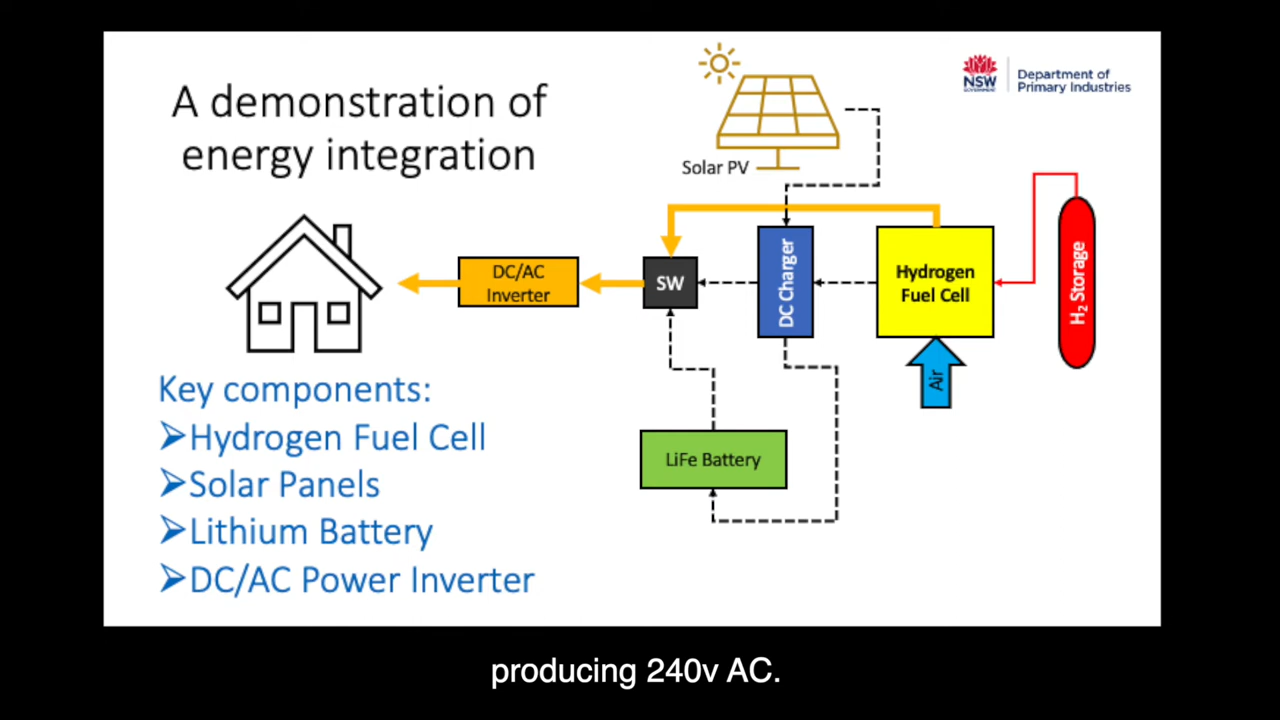 A demonstration of
energy integration
Solar PV
NSW
GOVERNMENT
Department of
Primary Industries
DC/AC
Inverter
SW
DC Charger
Hydrogen
Fuel Cell
H₂ Storage
Air
LiFe Battery
Key components:
➢Hydrogen Fuel Cell
➢Solar Panels
➢Lithium Battery
➢DC/AC Power Inverter
producing 240v AC.